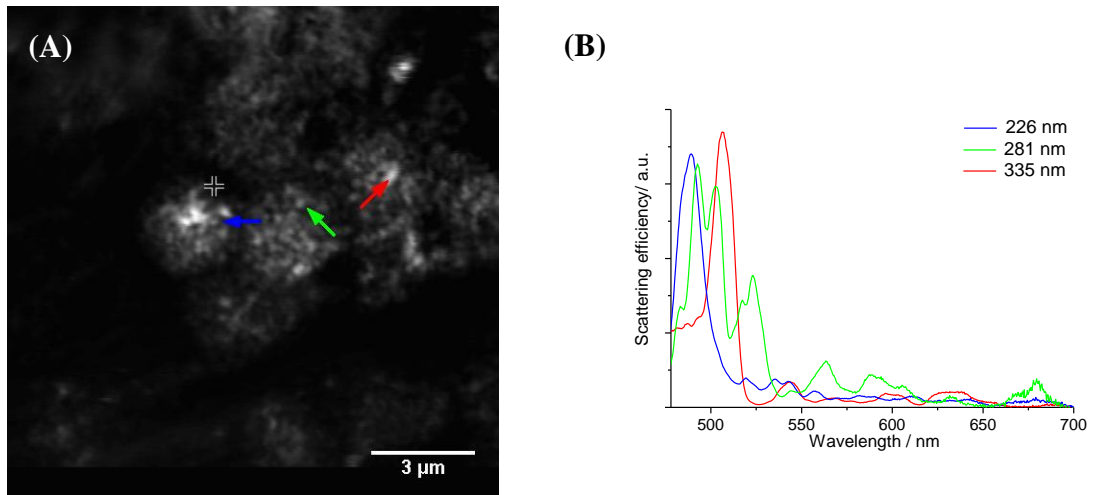 (A)
3 µm
(B)
226 nm
281 nm
335 nm
Scattering efficiency/ a.u.
500
550
600
650
700
Wavelength / nm